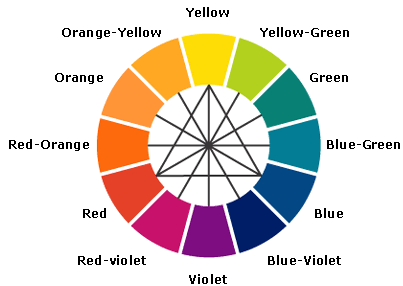 Yellow
Orange-Yellow
Yellow-Green
Orange
Green
Red-Orange
Blue-Green
Red
Blue
Red-violet
Blue-Violet
Violet